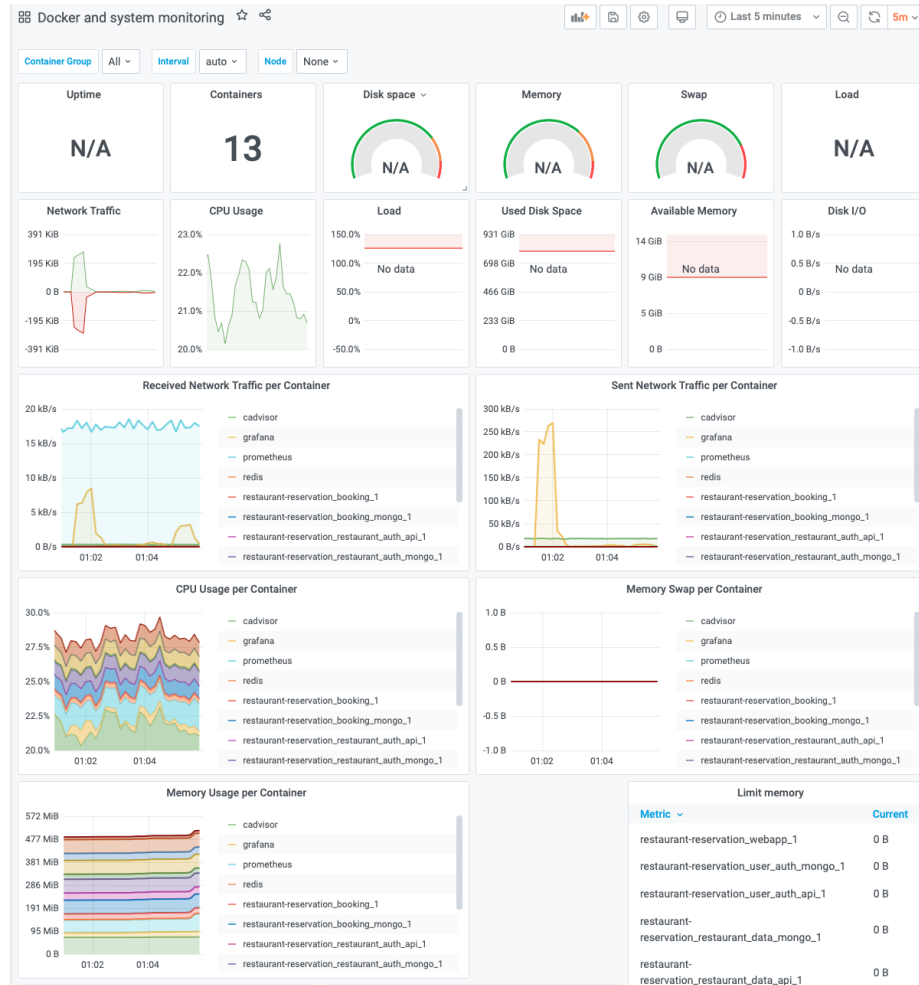 Docker and system monitoring
Last 5 minutes
5m
Container Group All Interval auto Node None
Uptime
N/A
Containers
13
Disk space
N/A
Memory
N/A
Swap
N/A
Load
N/A
Network Traffic
391 KiB
195 KiB
0 B
-195 KiB
-391 KiB
CPU Usage
23.0%
22.0%
21.0%
20.0%
Load
150.0%
100.0%
50.0%
0%
-50.0%
No data
Used Disk Space
931 GiB
698 GiB
466 GiB
233 GiB
0 B
No data
Available Memory
14 GiB
9 GiB
5 GiB
0 B
No data
Disk I/O
1.0 B/s
0.5 B/s
0 B/s
-0.5 B/s
-1.0 B/s
No data
Received Network Traffic per Container
20 kB/s
15 kB/s
10 kB/s
5 kB/s
0 B/s
01:02 01:04
cadvisor
grafana
prometheus
redis
restaurant-reservation_booking_1
restaurant-reservation_booking_mongo_1
restaurant-reservation_restaurant_auth_api_1
restaurant-reservation_restaurant_auth_mongo_1
Sent Network Traffic per Container
300 kB/s
250 kB/s
200 kB/s
150 kB/s
100 kB/s
50 kB/s
0 B/s
01:02 01:04
cadvisor
grafana
prometheus
redis
restaurant-reservation_booking_1
restaurant-reservation_booking_mongo_1
restaurant-reservation_restaurant_auth_api_1
restaurant-reservation_restaurant_auth_mongo_1
CPU Usage per Container
30.0%
27.5%
25.0%
22.5%
20.0%
01:02 01:04
cadvisor
grafana
prometheus
redis
restaurant-reservation_booking_1
restaurant-reservation_booking_mongo_1
restaurant-reservation_restaurant_auth_api_1
restaurant-reservation_restaurant_auth_mongo_1
Memory Swap per Container
1.0 B
0.5 B
0 B
-0.5 B
-1.0 B
01:02 01:04
cadvisor
grafana
prometheus
redis
restaurant-reservation_booking_1
restaurant-reservation_booking_mongo_1
restaurant-reservation_restaurant_auth_api_1
restaurant-reservation_restaurant_auth_mongo_1
Memory Usage per Container
572 MiB
477 MiB
381 MiB
286 MiB
191 MiB
95 MiB
0 B
01:02 01:04
cadvisor
grafana
prometheus
redis
restaurant-reservation_booking_1
restaurant-reservation_booking_mongo_1
restaurant-reservation_restaurant_auth_api_1
restaurant-reservation_restaurant_auth_mongo_1
Limit memory
Metric Current
restaurant-reservation_webapp_1 0 B
restaurant-reservation_user_auth_mongo_1 0 B
restaurant-reservation_user_auth_api_1 0 B
restaurant-
reservation_restaurant_data_mongo_1 0 B
restaurant-
reservation_restaurant_data_api_1 0 B